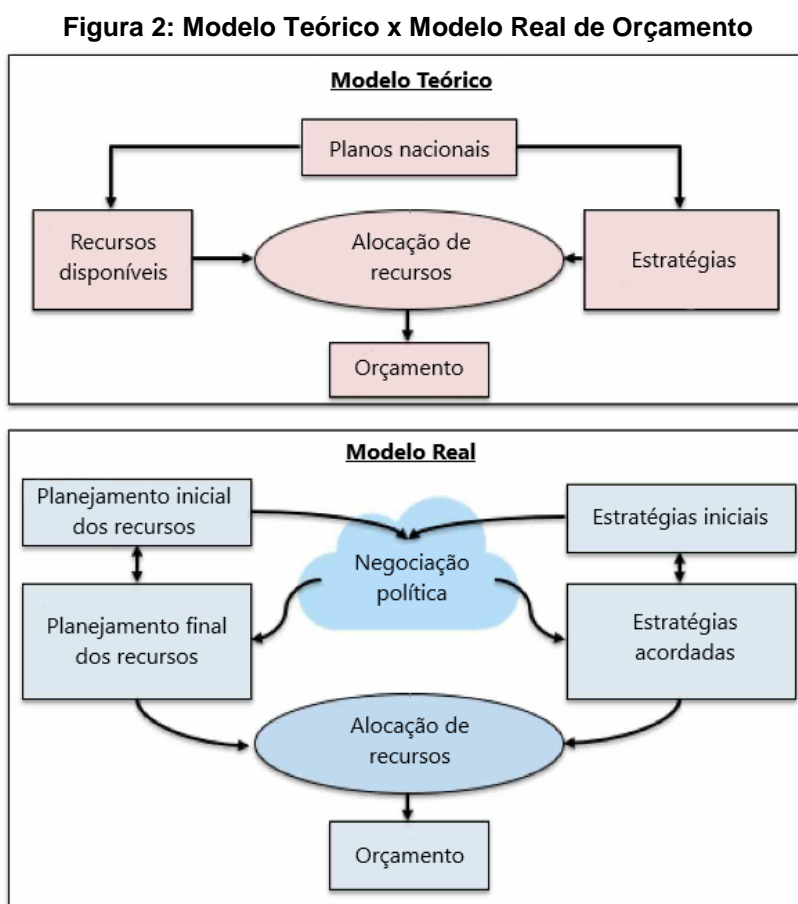 Figura 2: Modelo Teórico x Modelo Real de Orçamento
Modelo Teórico
Planos nacionais
Recursos
disponíveis
Alocação de
recursos
Estratégias
Orçamento
Modelo Real
Planejamento inicial
dos recursos
Estratégias iniciais
Negociação
política
Planejamento final
dos recursos
Estratégias
acordadas
Alocação de
recursos
Orçamento